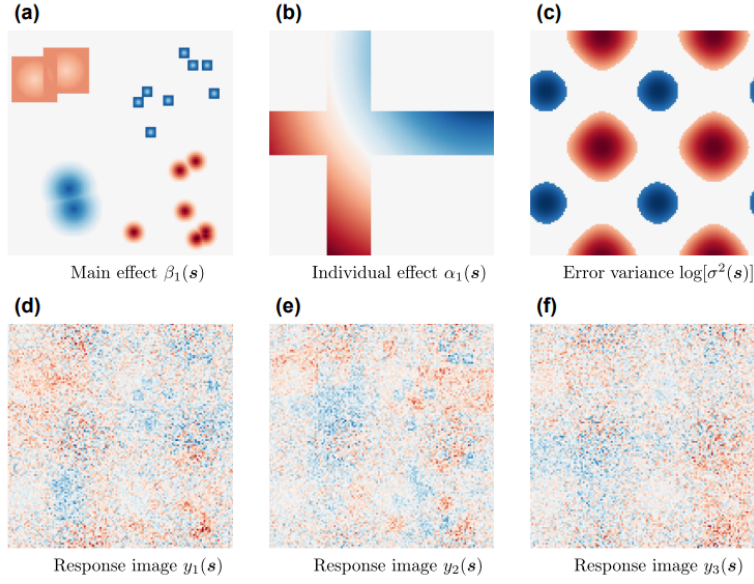 (a) (b) (c)
Main effect β₁(s) Individual effect α₁(s) Error variance log[σ²(s)]
(d) (e) (f)
Response image y₁(s) Response image y₂(s) Response image y₃(s)